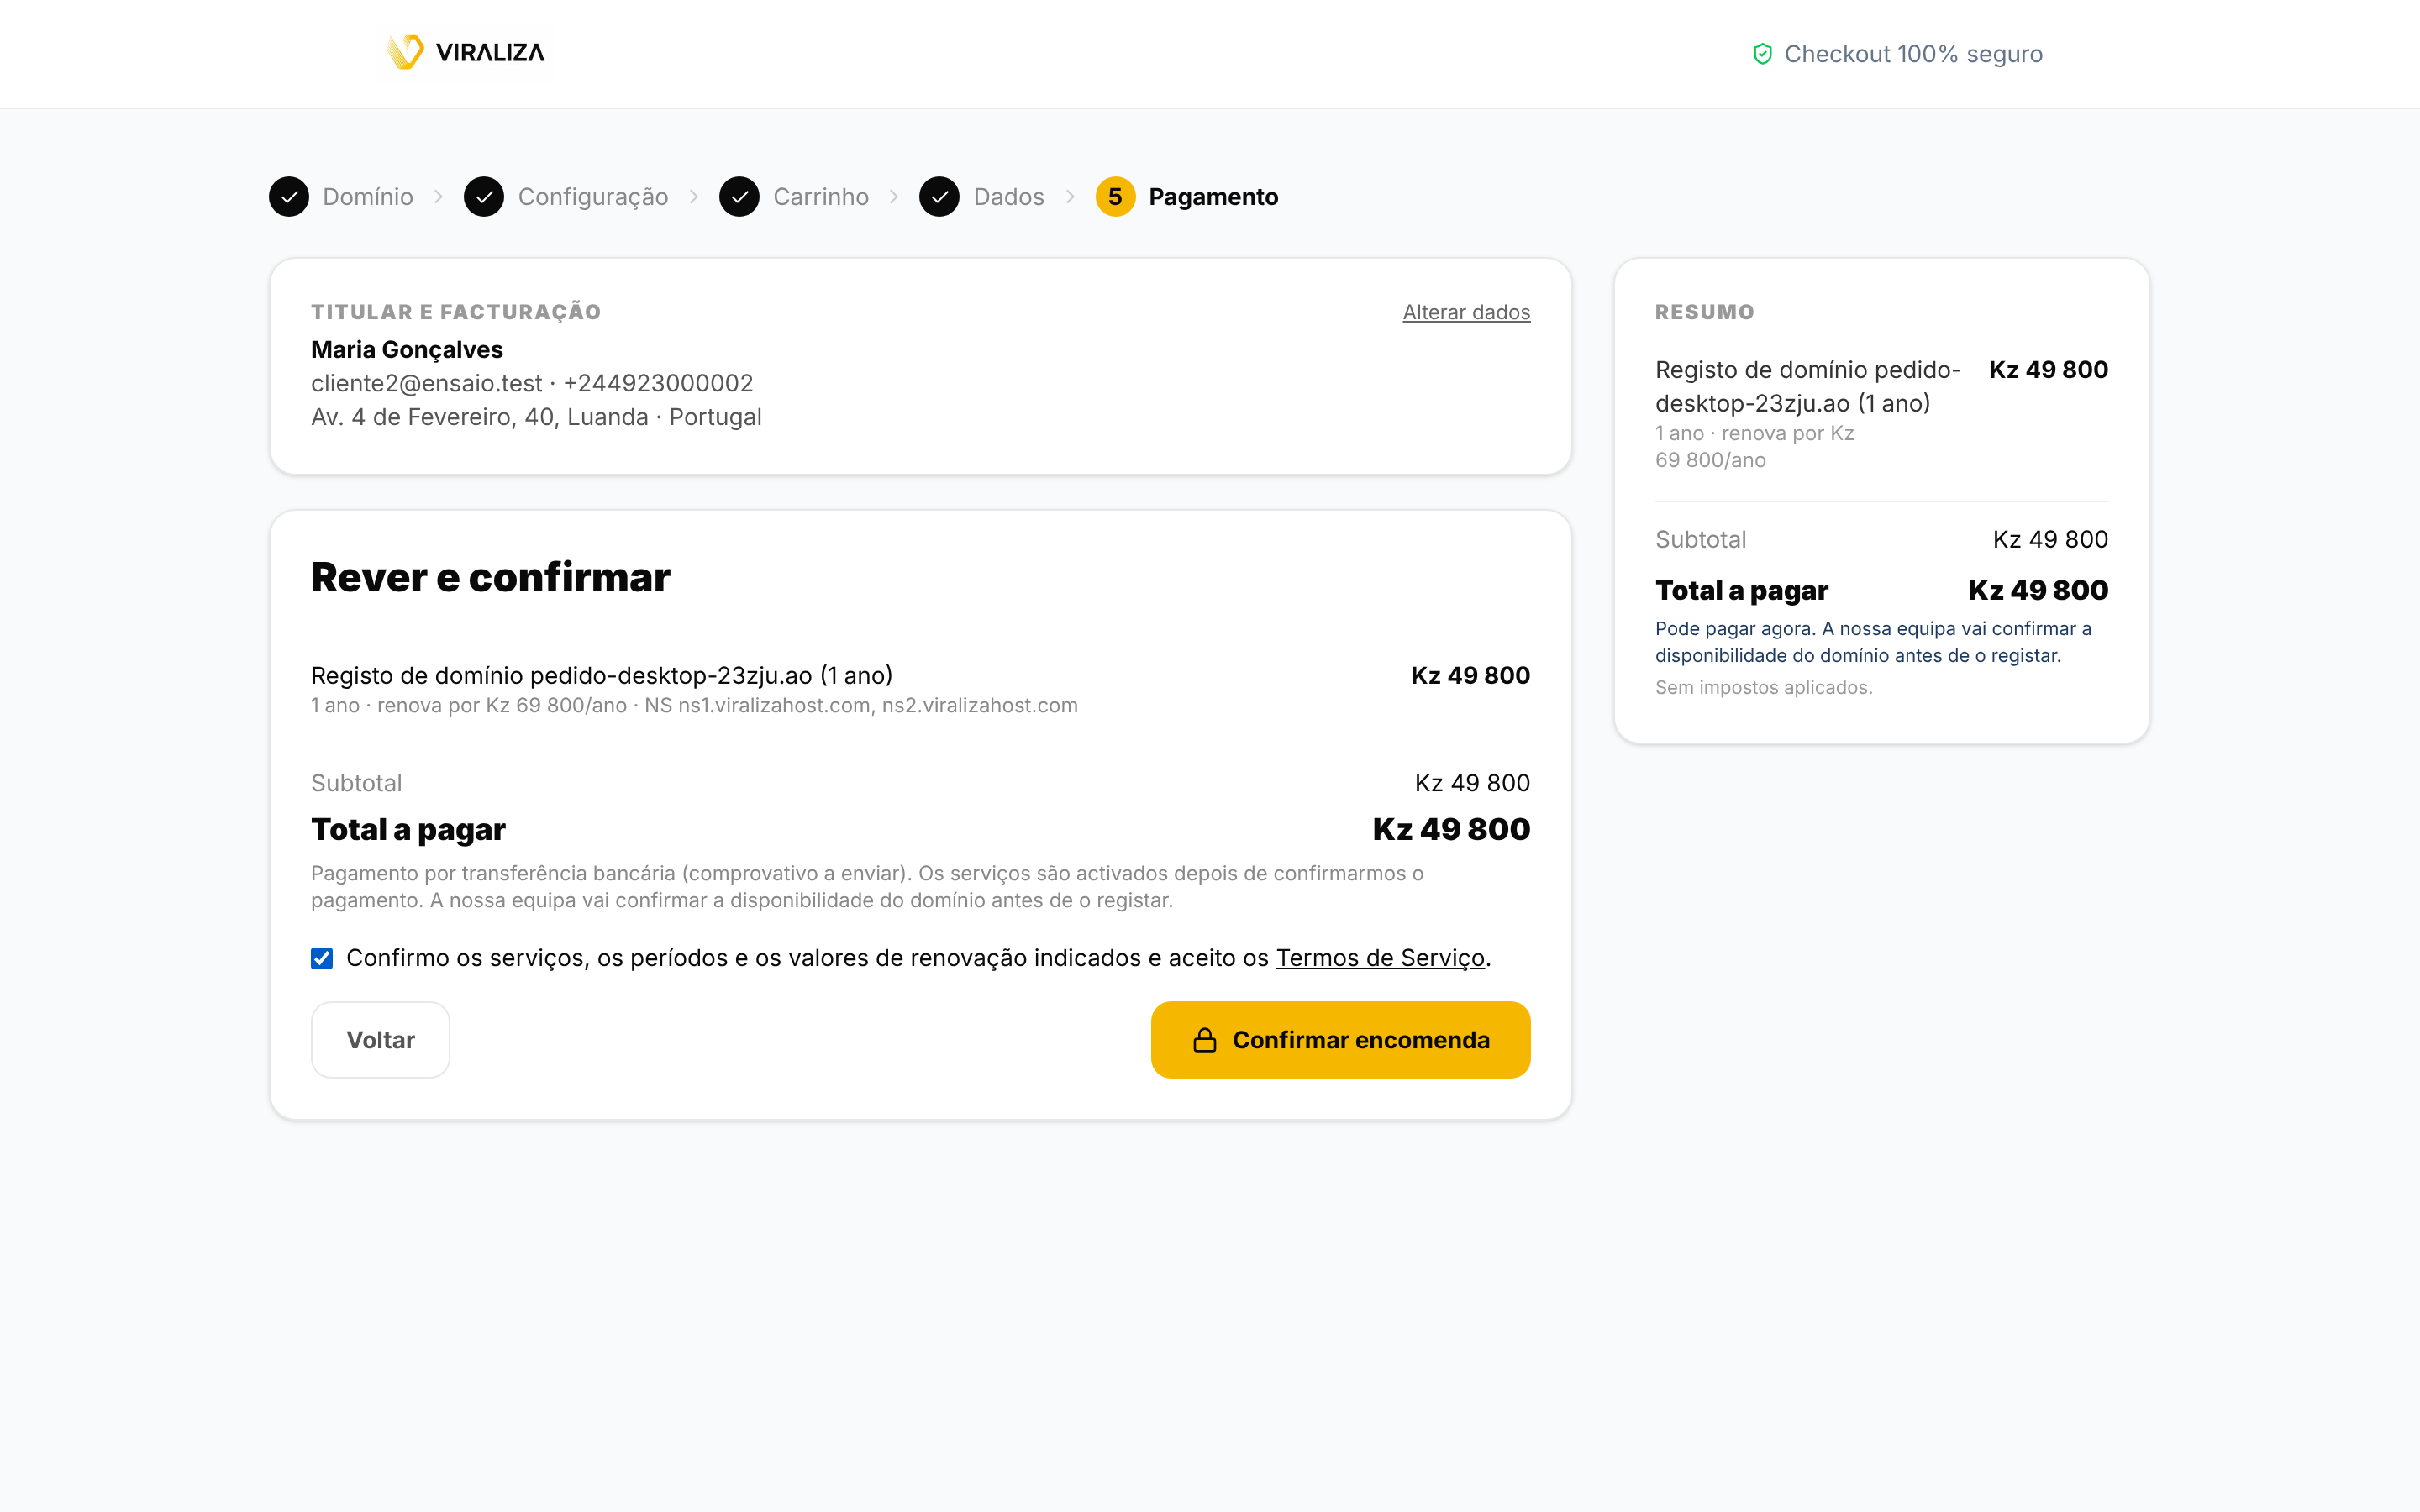 VIRALIZA
Checkout 100% seguro
Domínio
Configuração
Carrinho
Dados
5 Pagamento
TITULAR E FACTURAÇÃO
Alterar dados
Maria Gonçalves
cliente2@ensaio.test · +244923000002
Av. 4 de Fevereiro, 40, Luanda · Portugal
Rever e confirmar
Registo de domínio pedido-desktop-23zju.ao (1 ano) Kz 49 800
1 ano · renova por Kz 69 800/ano · NS ns1.viralizahost.com, ns2.viralizahost.com
Subtotal Kz 49 800
Total a pagar Kz 49 800
Pagamento por transferência bancária (comprovativo a enviar). Os serviços são activados depois de confirmarmos o
pagamento. A nossa equipa vai confirmar a disponibilidade do domínio antes de o registar.
Confirmo os serviços, os períodos e os valores de renovação indicados e aceito os Termos de Serviço.
Voltar
Confirmar encomenda
RESUMO
Registo de domínio pedido- Kz 49 800
desktop-23zju.ao (1 ano)
1 ano · renova por Kz
69 800/ano
Subtotal Kz 49 800
Total a pagar Kz 49 800
Pode pagar agora. A nossa equipa vai confirmar a
disponibilidade do domínio antes de o registar.
Sem impostos aplicados.